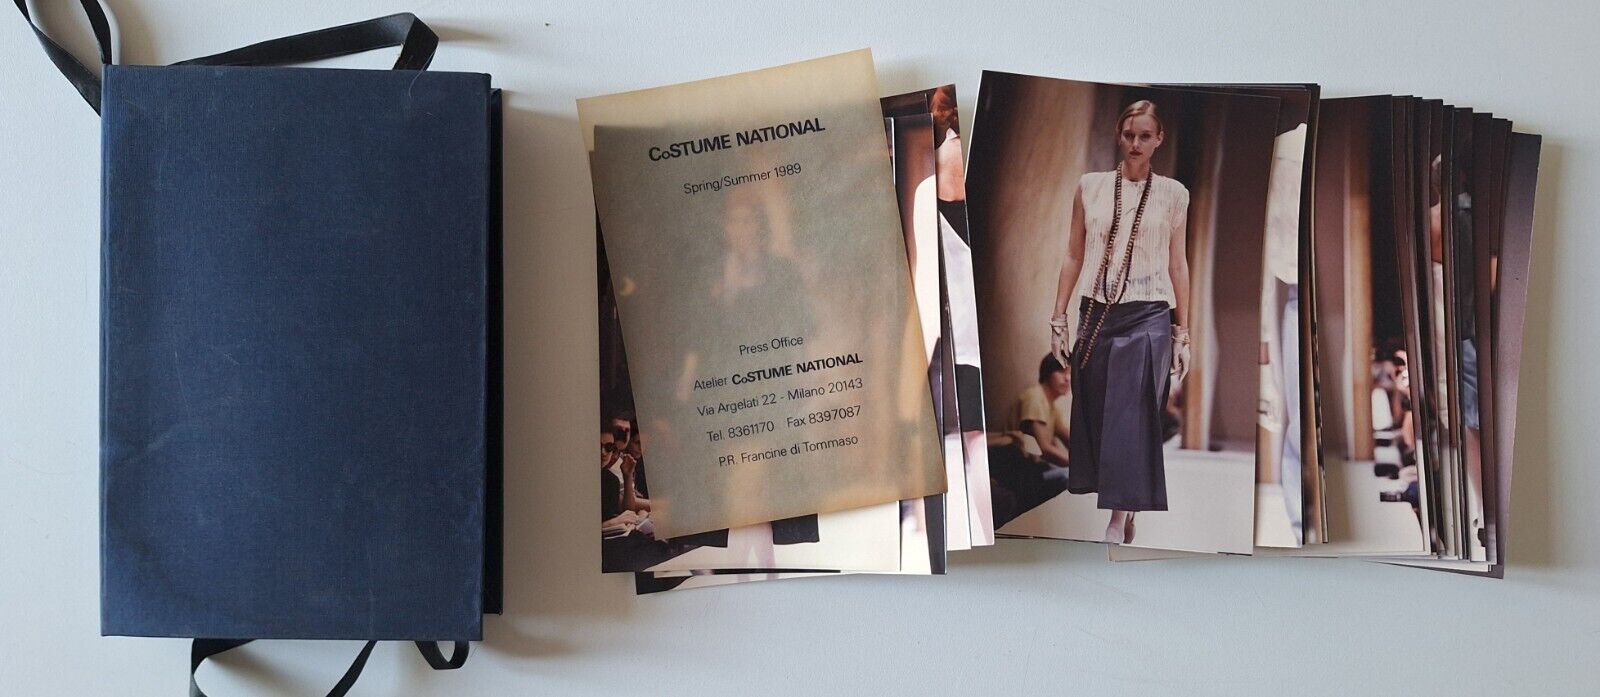 CoSTUME NATIONAL
Spring/Summer 1989
Press Office
Atelier CoSTUME NATIONAL
Via Argelati 22 - Milano 20143
Tel. 8361170 Fax 8397087
P.R. Francine di Tommaso